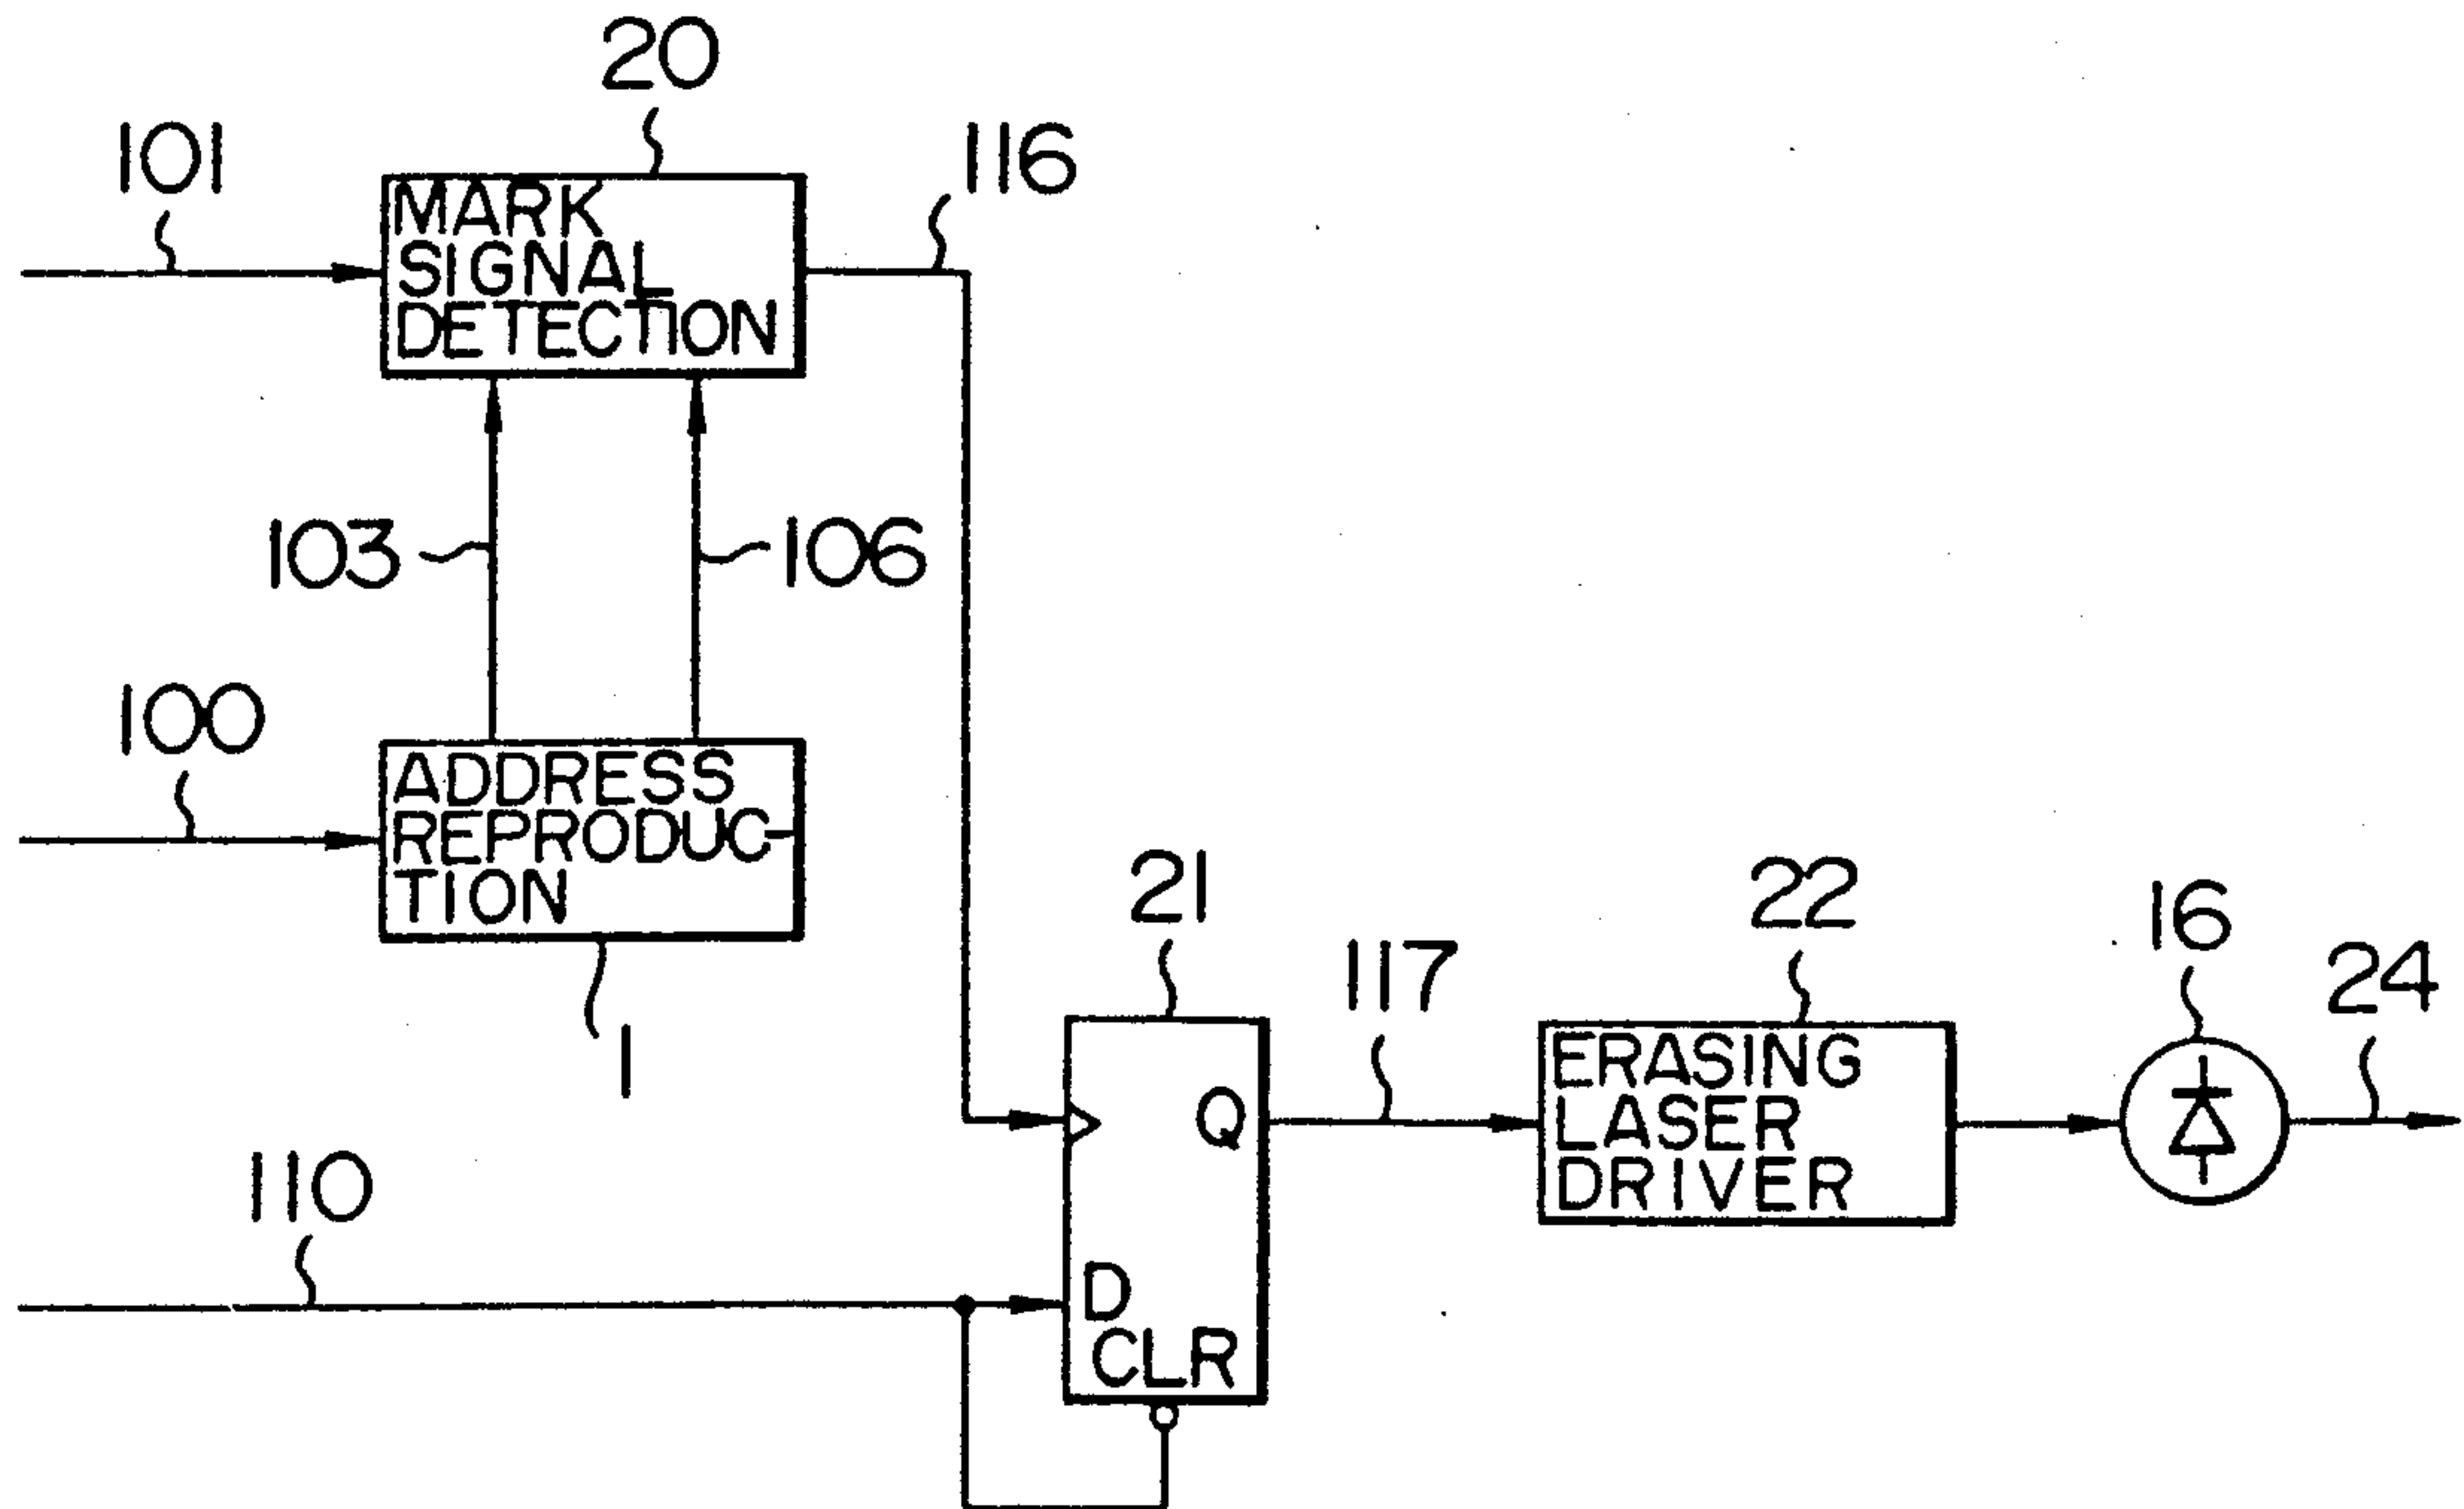 20
101
116
MARK
SIGNAL
DETECTION
103
106
100
ADDRESS
REPRODUC-
TION
1
21
22
16
117
24
ERASING
LASER
DRIVER
Q
110
D
CLR